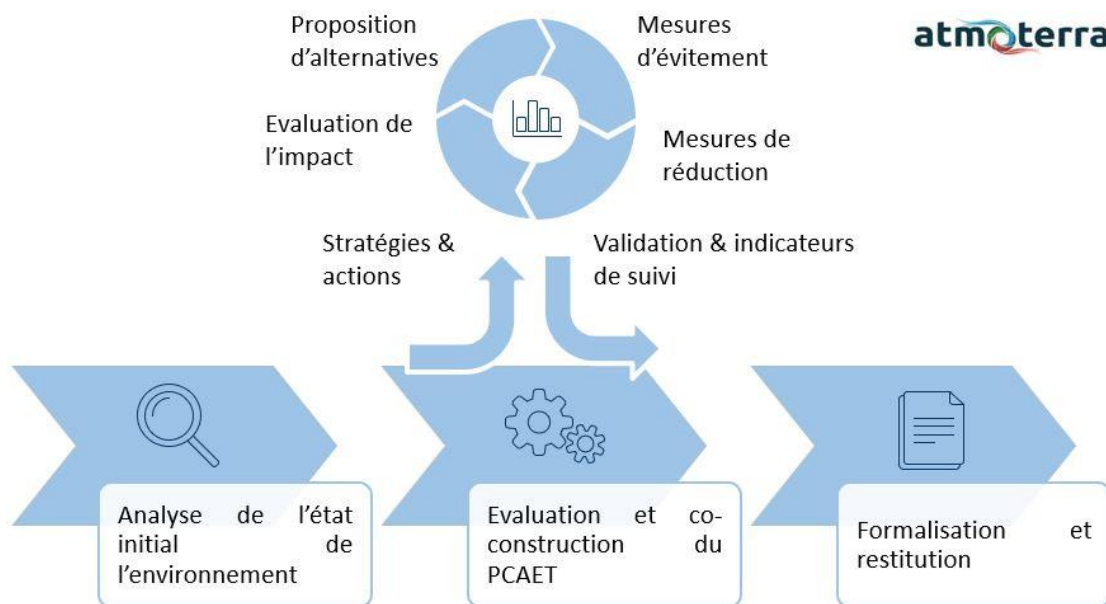 atmoterra
Proposition
d’alternatives
Mesures
d’évitement
Evaluation de
l’impact
Mesures de
réduction
Stratégies &
actions
Validation & indicateurs
de suivi
Analyse de l’état
initial de
l’environnement
Evaluation et co-
construction du
PCAET
Formalisation et
restitution